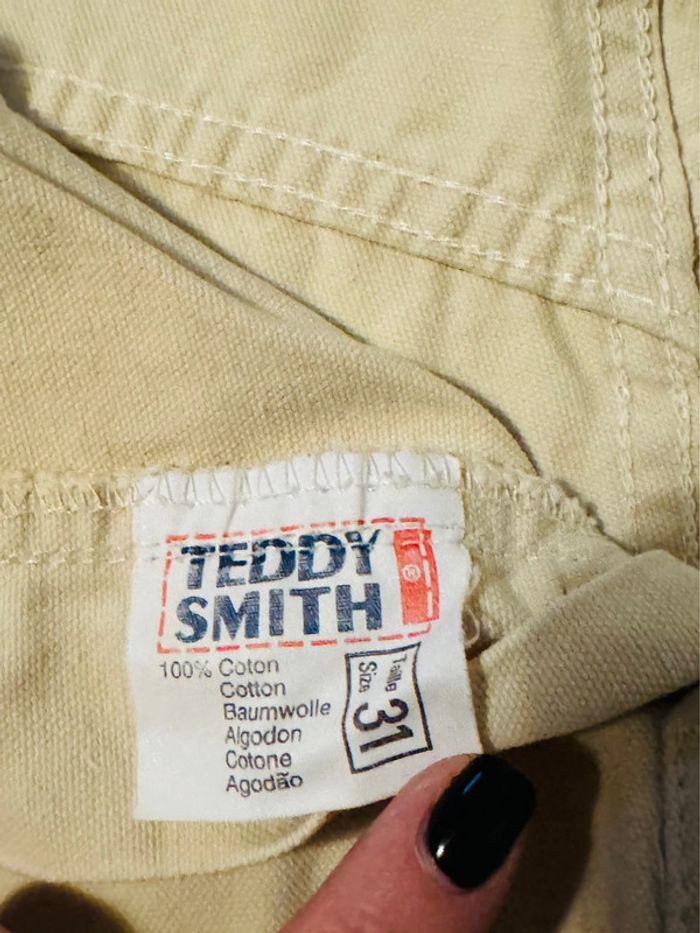 TEDDY
SMITH
®
100% Coton
Cotton
Baumwolle
Algodon
Cotone
Agodão
Taille
Size
31